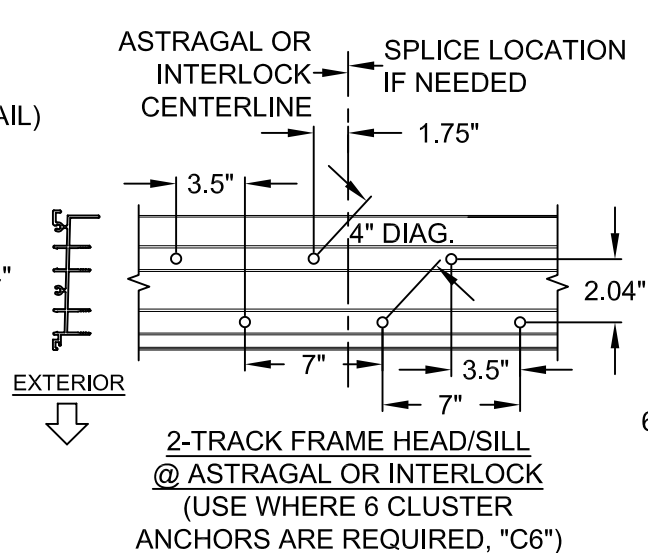 ASTRAGAL OR
INTERLOCK
CENTERLINE
SPLICE LOCATION
IF NEEDED
AIL)
1.75"
3.5"
4" DIAG.
"
2.04"
7"
3.5"
7"
EXTERIOR
6
2-TRACK FRAME HEAD/SILL
@ ASTRAGAL OR INTERLOCK
(USE WHERE 6 CLUSTER
ANCHORS ARE REQUIRED, "C6")